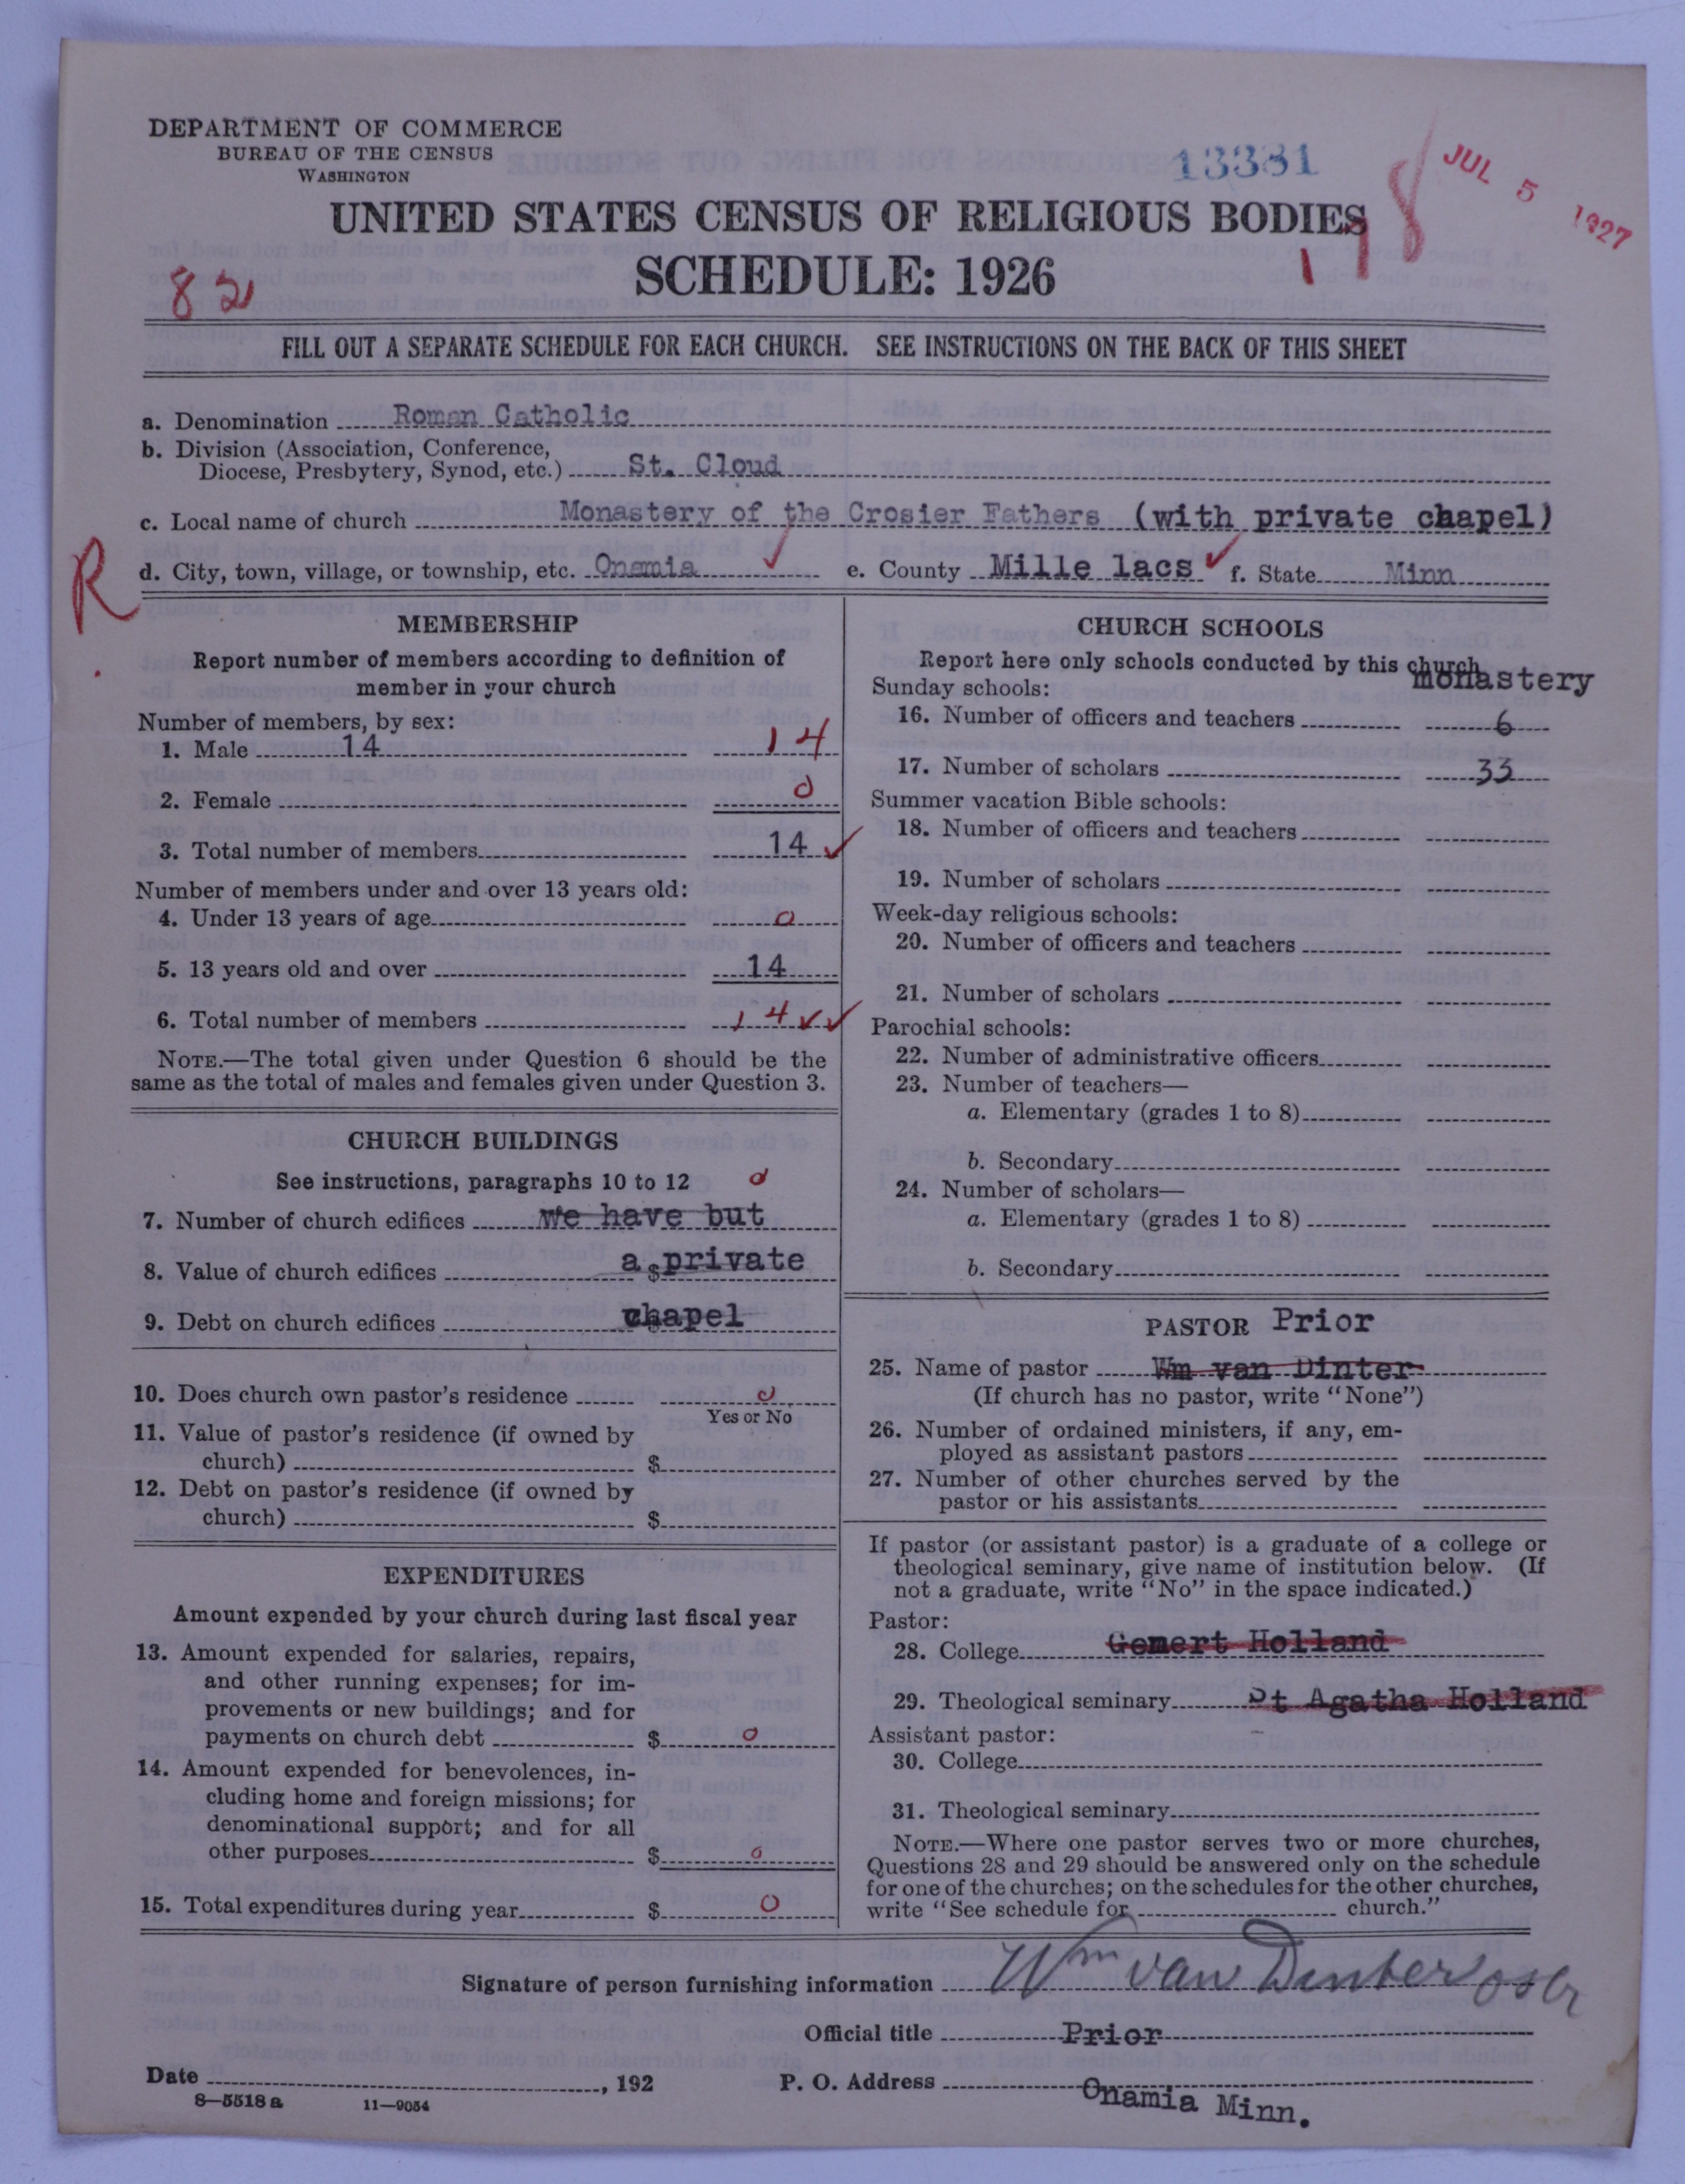 DEPARTMENT OF COMMERCE
BUREAU OF THE CENSUS
WASHINGTON
13381
JUL 5 1927
UNITED STATES CENSUS OF RELIGIOUS BODIES
118
SCHEDULE: 1926
82
FILL OUT A SEPARATE SCHEDULE FOR EACH CHURCH. SEE INSTRUCTIONS ON THE BACK OF THIS SHEET
a. Denomination Roman Catholic
b. Division (Association, Conference,
Diocese, Presbytery, Synod, etc.) St. Cloud
c. Local name of church Monastery of the Crosier Fathers (with private chapel)
R
d. City, town, village, or township, etc. Onamia ✓ e. County Mille lacs ✓ f. State Minn
MEMBERSHIP
Report number of members according to definition of
member in your church
Number of members, by sex:
1. Male 14 14
2. Female 0
3. Total number of members 14 ✓
Number of members under and over 13 years old:
4. Under 13 years of age 0
5. 13 years old and over 14
6. Total number of members 14 ✓✓
NOTE.—The total given under Question 6 should be the
same as the total of males and females given under Question 3.
CHURCH BUILDINGS
See instructions, paragraphs 10 to 12 0
7. Number of church edifices we have but
8. Value of church edifices a $ private
9. Debt on church edifices chapel
10. Does church own pastor's residence 0
Yes or No
11. Value of pastor's residence (if owned by
church) $
12. Debt on pastor's residence (if owned by
church) $
EXPENDITURES
Amount expended by your church during last fiscal year
13. Amount expended for salaries, repairs,
and other running expenses; for im-
provements or new buildings; and for
payments on church debt $ 0
14. Amount expended for benevolences, in-
cluding home and foreign missions; for
denominational support; and for all
other purposes $ 0
15. Total expenditures during year $ 0
CHURCH SCHOOLS
Report here only schools conducted by this church
monastery
Sunday schools:
16. Number of officers and teachers 6
17. Number of scholars 33
Summer vacation Bible schools:
18. Number of officers and teachers
19. Number of scholars
Week-day religious schools:
20. Number of officers and teachers
21. Number of scholars
Parochial schools:
22. Number of administrative officers
23. Number of teachers—
a. Elementary (grades 1 to 8)
b. Secondary
24. Number of scholars—
a. Elementary (grades 1 to 8)
b. Secondary
PASTOR Prior
25. Name of pastor Wm van Dinter
(If church has no pastor, write "None")
26. Number of ordained ministers, if any, em-
ployed as assistant pastors
27. Number of other churches served by the
pastor or his assistants
If pastor (or assistant pastor) is a graduate of a college or
theological seminary, give name of institution below. (If
not a graduate, write "No" in the space indicated.)
Pastor:
28. College Gemert Holland
29. Theological seminary St Agatha Holland
Assistant pastor:
30. College
31. Theological seminary
NOTE.—Where one pastor serves two or more churches,
Questions 28 and 29 should be answered only on the schedule
for one of the churches; on the schedules for the other churches,
write "See schedule for church."
Signature of person furnishing information Wm van Dinter oscr
Official title Prior
Date , 192 P. O. Address Onamia Minn.
8—5518a 11—9054